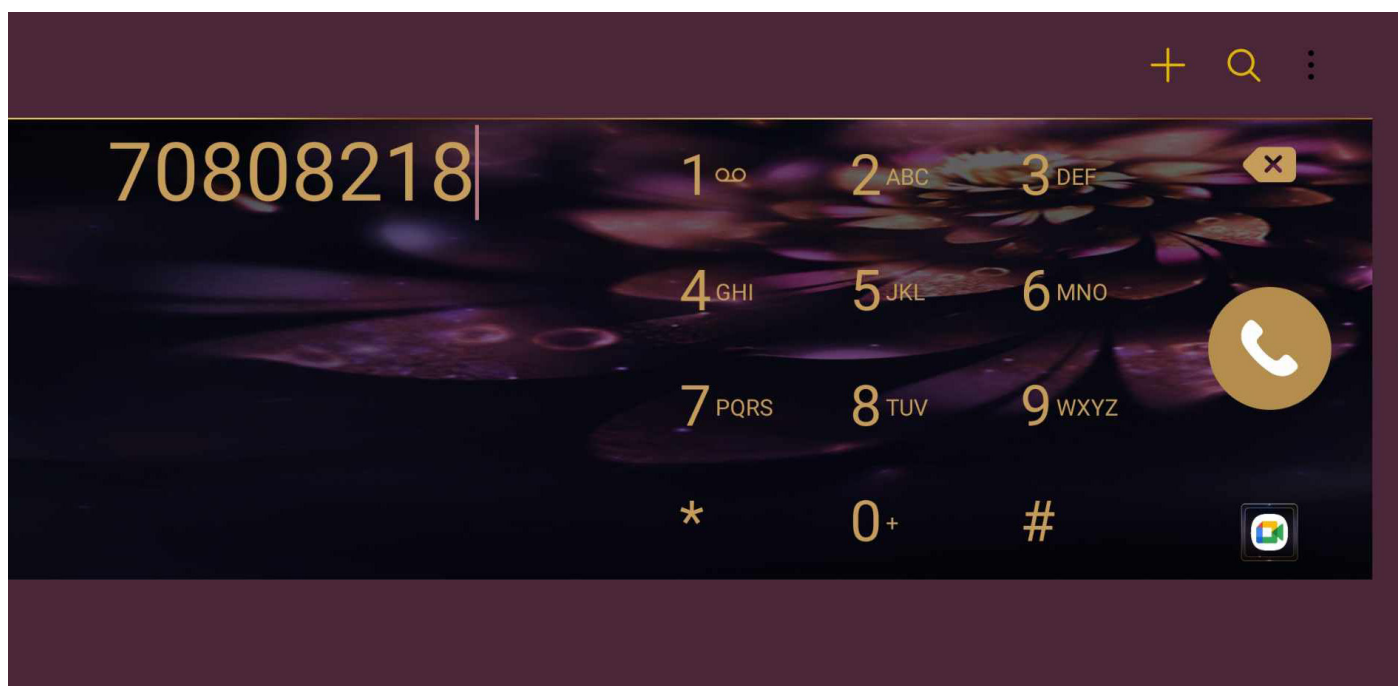 70808218
1 2 ABC 3 DEF
4 GHI 5 JKL 6 MNO
7 PQRS 8 TUV 9 WXYZ
* 0 + #